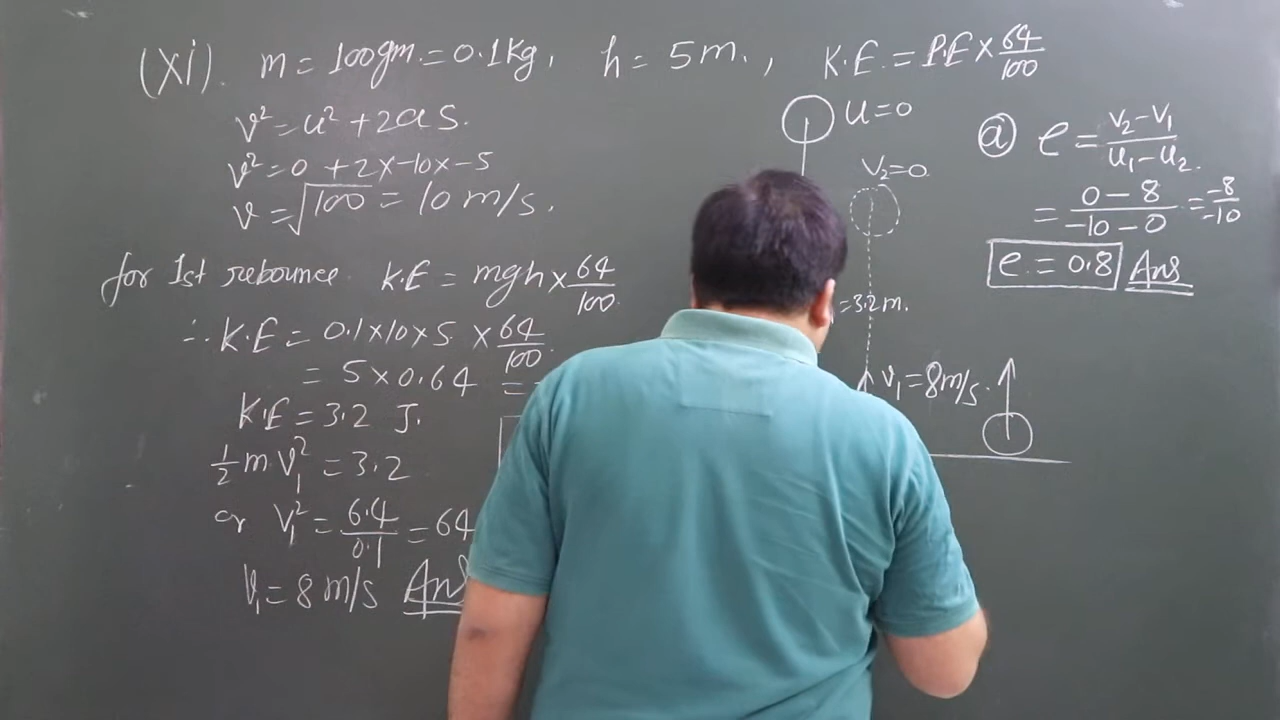 (xi). m = 100gm. = 0.1Kg, h = 5m., K.E. = P.E × 64/100
V² = u² + 2as.
V² = 0 + 2×-10×-5
V = √100 = 10 m/s.
for 1st rebounce. K.E = mgh × 64/100.
∴ K.E = 0.1×10×5 × 64/100
= 5×0.64 =
K.E = 3.2 J.
½ m V₁² = 3.2
or V₁² = 6.4/0.1 = 64
V₁ = 8 m/s Ans
u = 0
V₂ = 0.
= 3.2 m.
V₁ = 8m/s.
ⓐ e = V₂ - V₁/u₁ - u₂.
= 0 - 8/-10 - 0 = -8/-10
e = 0.8 Ans